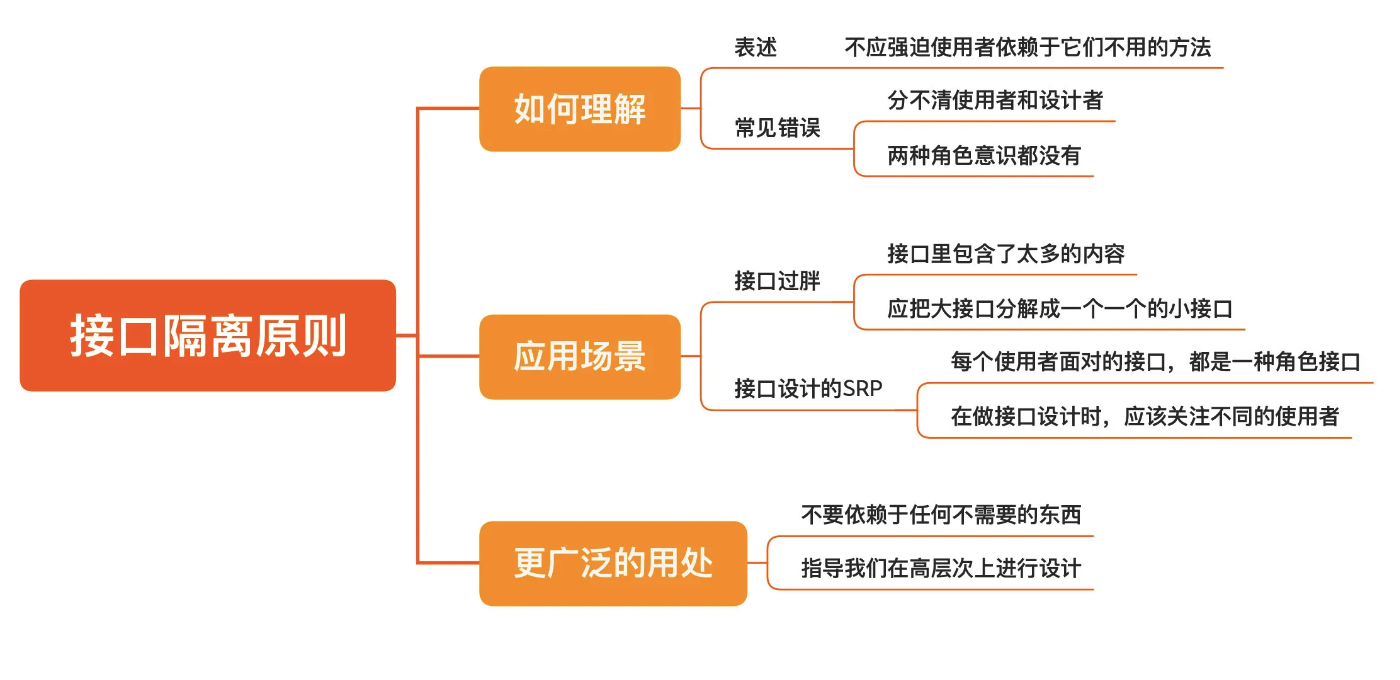 接口隔离原则
如何理解
表述
不应强迫使用者依赖于它们不用的方法
常见错误
分不清使用者和设计者
两种角色意识都没有
应用场景
接口过胖
接口里包含了太多的内容
应把大接口分解成一个一个的小接口
接口设计的SRP
每个使用者面对的接口，都是一种角色接口
在做接口设计时，应该关注不同的使用者
更广泛的用处
不要依赖于任何不需要的东西
指导我们在高层次上进行设计